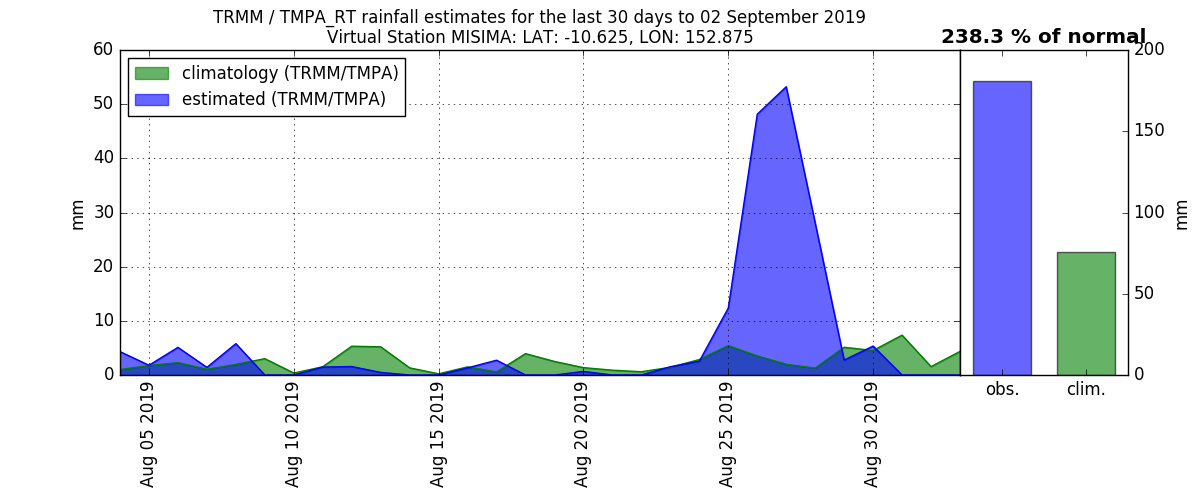 TRMM / TMPA_RT rainfall estimates for the last 30 days to 02 September 2019
Virtual Station MISIMA: LAT: -10.625, LON: 152.875
238.3 % of normal
climatology (TRMM/TMPA)
estimated (TRMM/TMPA)
60
50
40
30
20
10
0
mm
Aug 05 2019
Aug 10 2019
Aug 15 2019
Aug 20 2019
Aug 25 2019
Aug 30 2019
200
150
100
50
0
mm
obs.
clim.